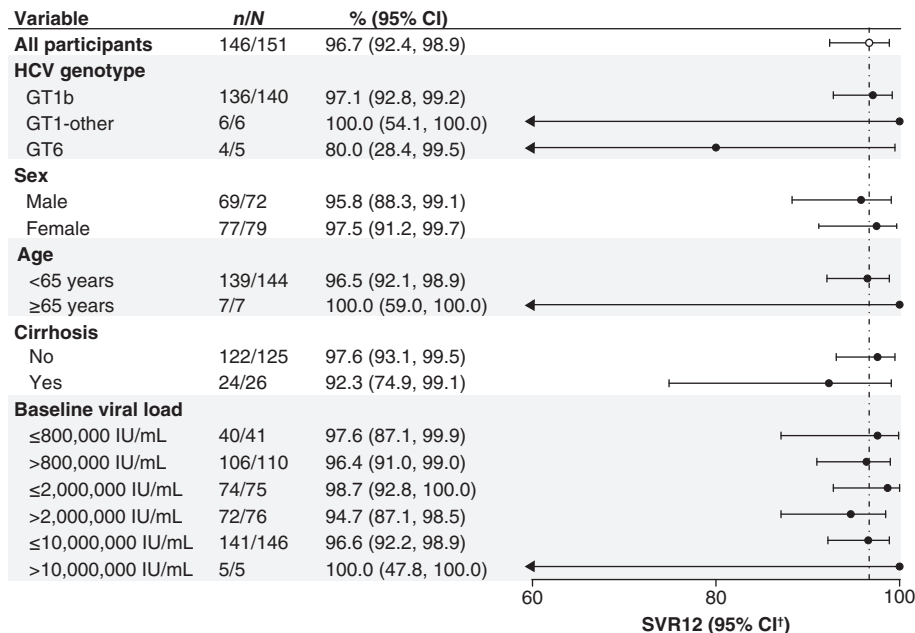 Variable n/N % (95% CI)
All participants 146/151 96.7 (92.4, 98.9)
HCV genotype
GT1b 136/140 97.1 (92.8, 99.2)
GT1-other 6/6 100.0 (54.1, 100.0)
GT6 4/5 80.0 (28.4, 99.5)
Sex
Male 69/72 95.8 (88.3, 99.1)
Female 77/79 97.5 (91.2, 99.7)
Age
<65 years 139/144 96.5 (92.1, 98.9)
≥65 years 7/7 100.0 (59.0, 100.0)
Cirrhosis
No 122/125 97.6 (93.1, 99.5)
Yes 24/26 92.3 (74.9, 99.1)
Baseline viral load
≤800,000 IU/mL 40/41 97.6 (87.1, 99.9)
>800,000 IU/mL 106/110 96.4 (91.0, 99.0)
≤2,000,000 IU/mL 74/75 98.7 (92.8, 100.0)
>2,000,000 IU/mL 72/76 94.7 (87.1, 98.5)
≤10,000,000 IU/mL 141/146 96.6 (92.2, 98.9)
>10,000,000 IU/mL 5/5 100.0 (47.8, 100.0)
60 80 100
SVR12 (95% CI†)